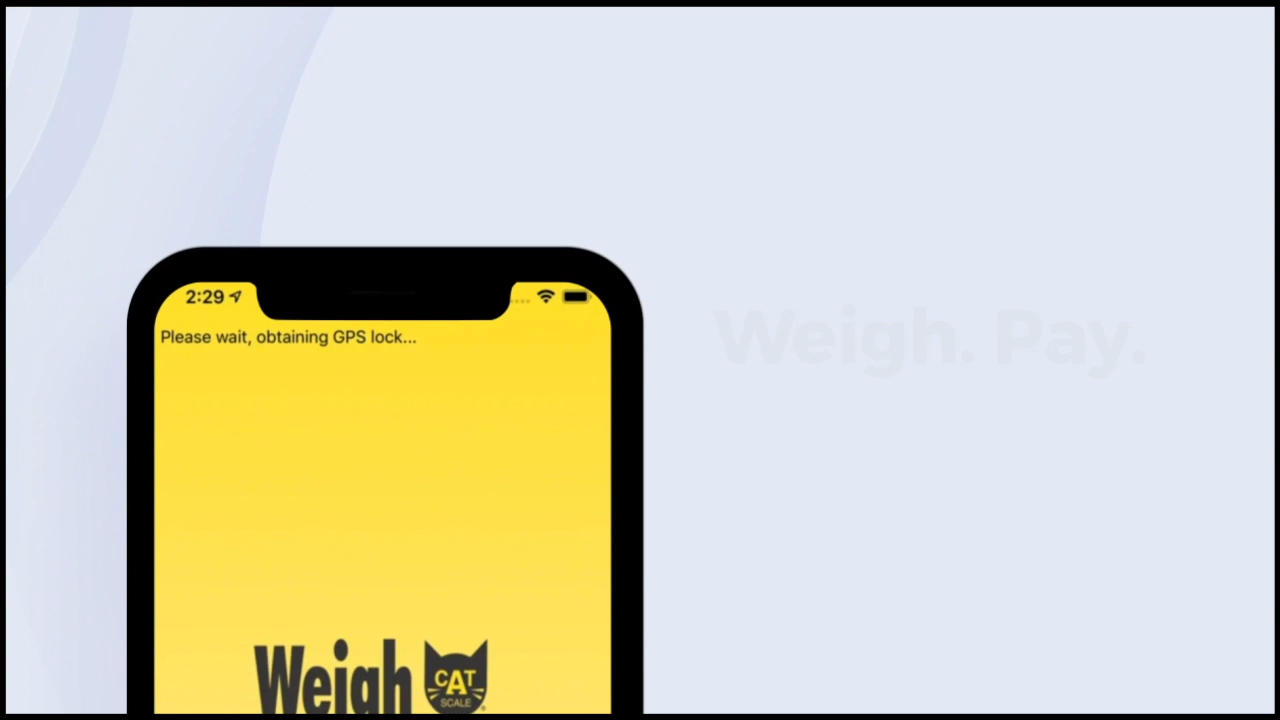 2:29
Please wait, obtaining GPS lock...
Weigh. Pay.
Weigh
CAT
SCALE